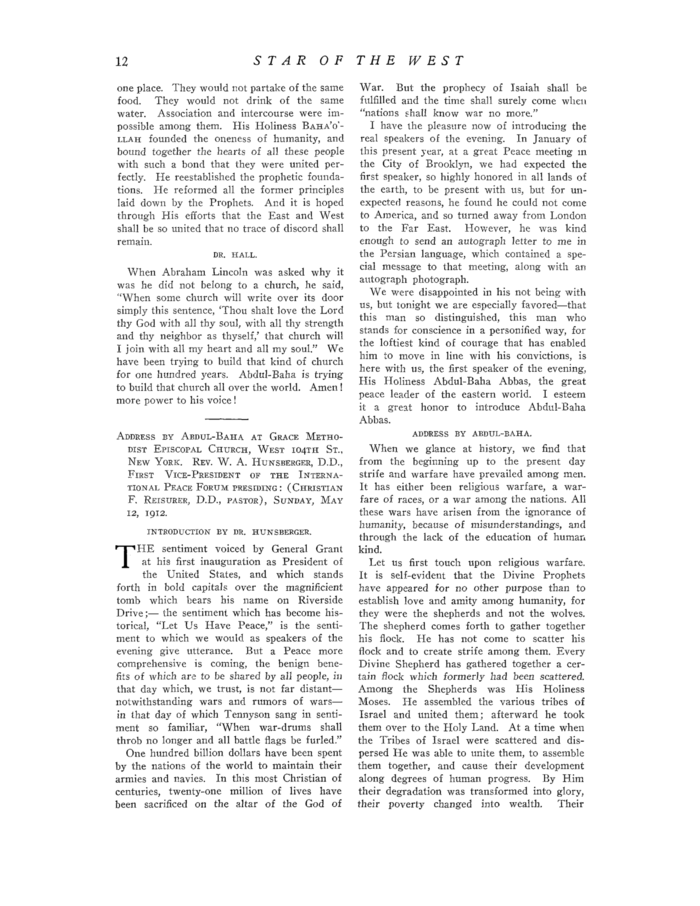 12
STAR OF THE WEST
one place. They would not partake of the same
food. They would not drink of the same
water. Association and intercourse were im-
possible among them. His Holiness BAHA'O'-
LLAH founded the oneness of humanity, and
bound together the hearts of all these people
with such a bond that they were united per-
fectly. He reestablished the prophetic founda-
tions. He reformed all the former principles
laid down by the Prophets. And it is hoped
through His efforts that the East and West
shall be so united that no trace of discord shall
remain.
DR. HALL.
When Abraham Lincoln was asked why it
was he did not belong to a church, he said,
"When some church will write over its door
simply this sentence, 'Thou shalt love the Lord
thy God with all thy soul, with all thy strength
and thy neighbor as thyself,' that church will
I join with all my heart and all my soul." We
have been trying to build that kind of church
for one hundred years. Abdul-Baha is trying
to build that church all over the world. Amen!
more power to his voice!
ADDRESS BY ABDUL-BAHA AT GRACE METHO-
DIST EPISCOPAL CHURCH, WEST 104TH ST.,
NEW YORK. REV. W. A. HUNSBERGER, D.D.,
FIRST VICE-PRESIDENT OF THE INTERNA-
TIONAL PEACE FORUM PRESIDING: (CHRISTIAN
F. REISURER, D.D., PASTOR), SUNDAY, MAY
12, 1912.
INTRODUCTION BY DR. HUNSBERGER.
THE sentiment voiced by General Grant
at his first inauguration as President of
the United States, and which stands
forth in bold capitals over the magnificient
tomb which bears his name on Riverside
Drive;— the sentiment which has become his-
torical, "Let Us Have Peace," is the senti-
ment to which we would as speakers of the
evening give utterance. But a Peace more
comprehensive is coming, the benign bene-
fits of which are to be shared by all people, in
that day which, we trust, is not far distant—
notwithstanding wars and rumors of wars—
in that day of which Tennyson sang in senti-
ment so familiar, "When war-drums shall
throb no longer and all battle flags be furled."
One hundred billion dollars have been spent
by the nations of the world to maintain their
armies and navies. In this most Christian of
centuries, twenty-one million of lives have
been sacrificed on the altar of the God of
War. But the prophecy of Isaiah shall be
fulfilled and the time shall surely come when
"nations shall know war no more."
I have the pleasure now of introducing the
real speakers of the evening. In January of
this present year, at a great Peace meeting in
the City of Brooklyn, we had expected the
first speaker, so highly honored in all lands of
the earth, to be present with us, but for un-
expected reasons, he found he could not come
to America, and so turned away from London
to the Far East. However, he was kind
enough to send an autograph letter to me in
the Persian language, which contained a spe-
cial message to that meeting, along with an
autograph photograph.
We were disappointed in his not being with
us, but tonight we are especially favored—that
this man so distinguished, this man who
stands for conscience in a personified way, for
the loftiest kind of courage that has enabled
him to move in line with his convictions, is
here with us, the first speaker of the evening,
His Holiness Abdul-Baha Abbas, the great
peace leader of the eastern world. I esteem
it a great honor to introduce Abdul-Baha
Abbas.
ADDRESS BY ABDUL-BAHA.
When we glance at history, we find that
from the beginning up to the present day
strife and warfare have prevailed among men.
It has either been religious warfare, a war-
fare of races, or a war among the nations. All
these wars have arisen from the ignorance of
humanity, because of misunderstandings, and
through the lack of the education of human
kind.
Let us first touch upon religious warfare.
It is self-evident that the Divine Prophets
have appeared for no other purpose than to
establish love and amity among humanity, for
they were the shepherds and not the wolves.
The shepherd comes forth to gather together
his flock. He has not come to scatter his
flock and to create strife among them. Every
Divine Shepherd has gathered together a cer-
tain flock which formerly had been scattered.
Among the Shepherds was His Holiness
Moses. He assembled the various tribes of
Israel and united them; afterward he took
them over to the Holy Land. At a time when
the Tribes of Israel were scattered and dis-
persed He was able to unite them, to assemble
them together, and cause their development
along degrees of human progress. By Him
their degradation was transformed into glory,
their poverty changed into wealth. Their